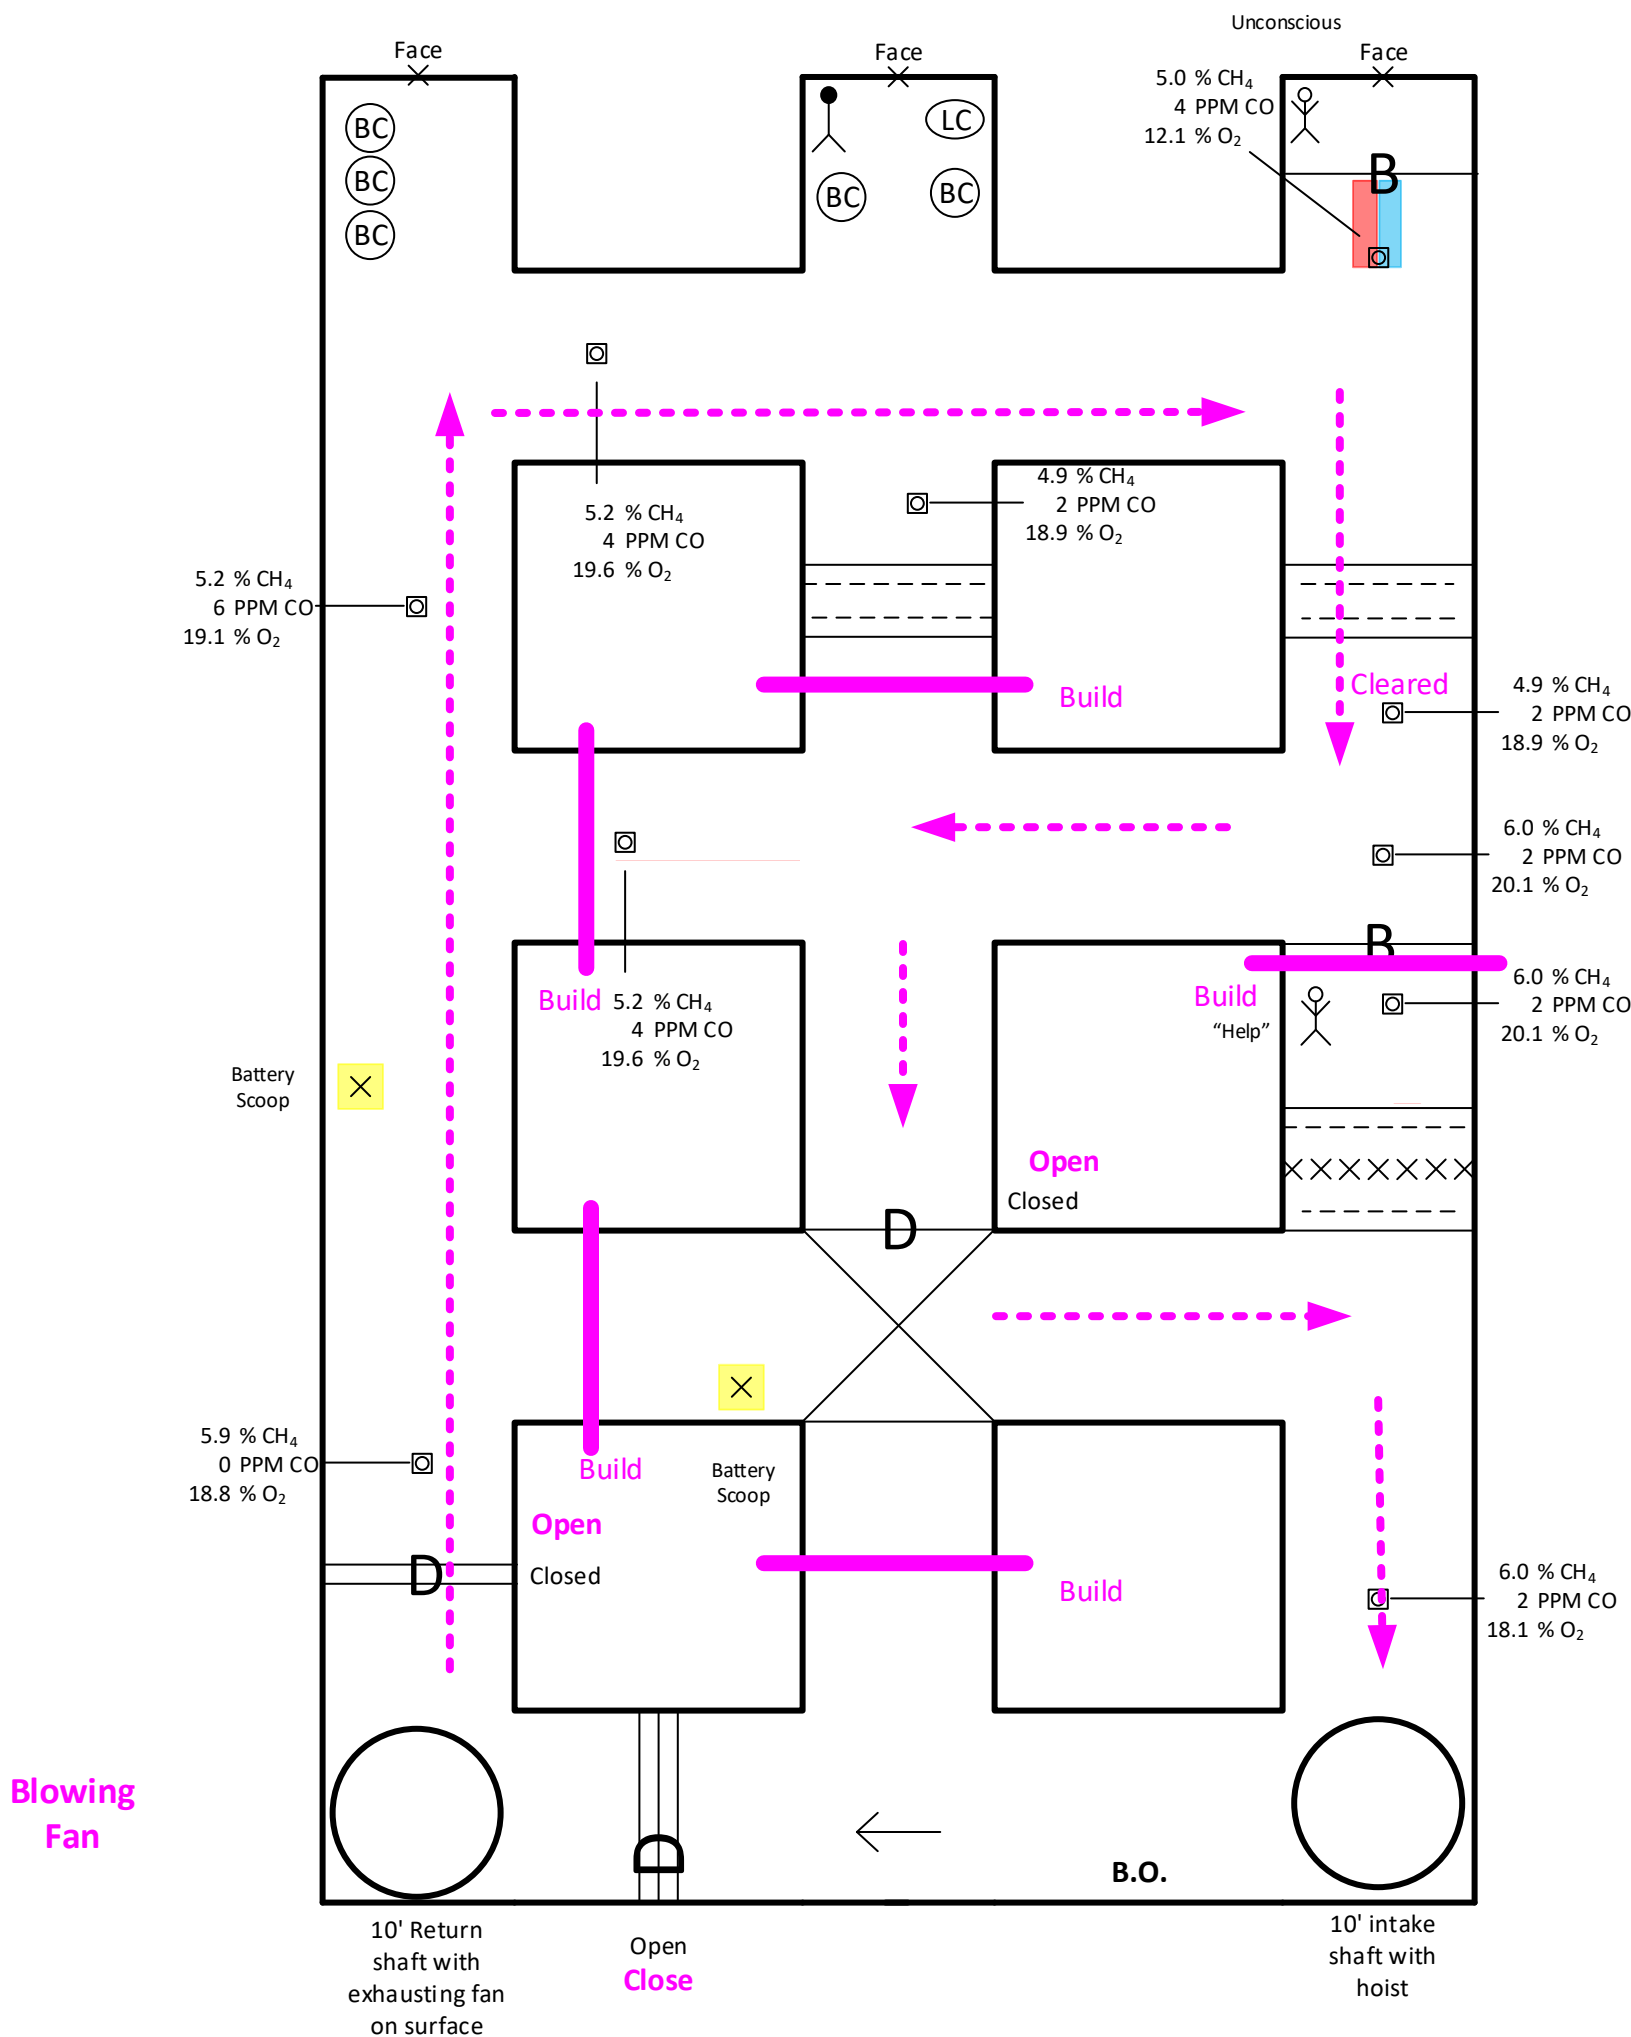 Unconscious
Face
Face
Face
5.0 % CH₄
4 PPM CO
12.1 % O₂
BC
BC
BC
LC
BC
BC
B
4.9 % CH₄
2 PPM CO
18.9 % O₂
5.2 % CH₄
4 PPM CO
19.6 % O₂
5.2 % CH₄
6 PPM CO
19.1 % O₂
Build
Cleared
4.9 % CH₄
2 PPM CO
18.9 % O₂
6.0 % CH₄
2 PPM CO
20.1 % O₂
B
Build
5.2 % CH₄
4 PPM CO
19.6 % O₂
Build
"Help"
6.0 % CH₄
2 PPM CO
20.1 % O₂
Battery
Scoop
Open
Closed
D
5.9 % CH₄
0 PPM CO
18.8 % O₂
Build
Battery
Scoop
Open
Closed
D
Build
6.0 % CH₄
2 PPM CO
18.1 % O₂
Blowing
Fan
D
B.O.
10' Return
shaft with
exhausting fan
on surface
Open
Close
10' intake
shaft with
hoist